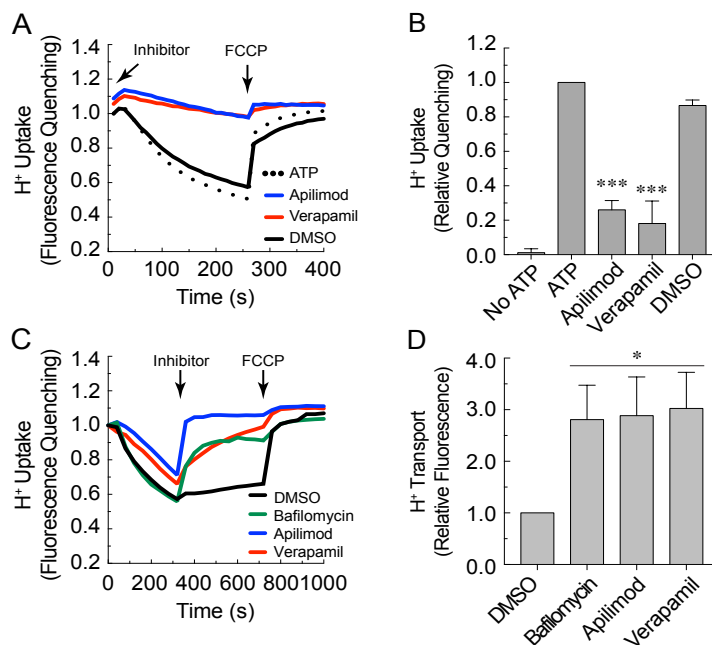 A
Inhibitor
FCCP
H⁺ Uptake
(Fluorescence Quenching)
1.4
1.2
1.0
0.8
0.6
0.4
0.2
ATP
Apilimod
Verapamil
DMSO
0
100
200
300
400
Time (s)
B
H⁺ Uptake
(Relative Quenching)
1.2
1.0
0.8
0.6
0.4
0.2
0.0
***
***
No ATP
ATP
Apilimod
Verapamil
DMSO
C
Inhibitor
FCCP
H⁺ Uptake
(Fluorescence Quenching)
1.4
1.2
1.0
0.8
0.6
0.4
0.2
DMSO
Bafilomycin
Apilimod
Verapamil
0
200
400
600
800
1000
Time (s)
D
H⁺ Transport
(Relative Fluorescence)
4.0
3.0
2.0
1.0
0.0
*
DMSO
Bafilomycin
Apilimod
Verapamil